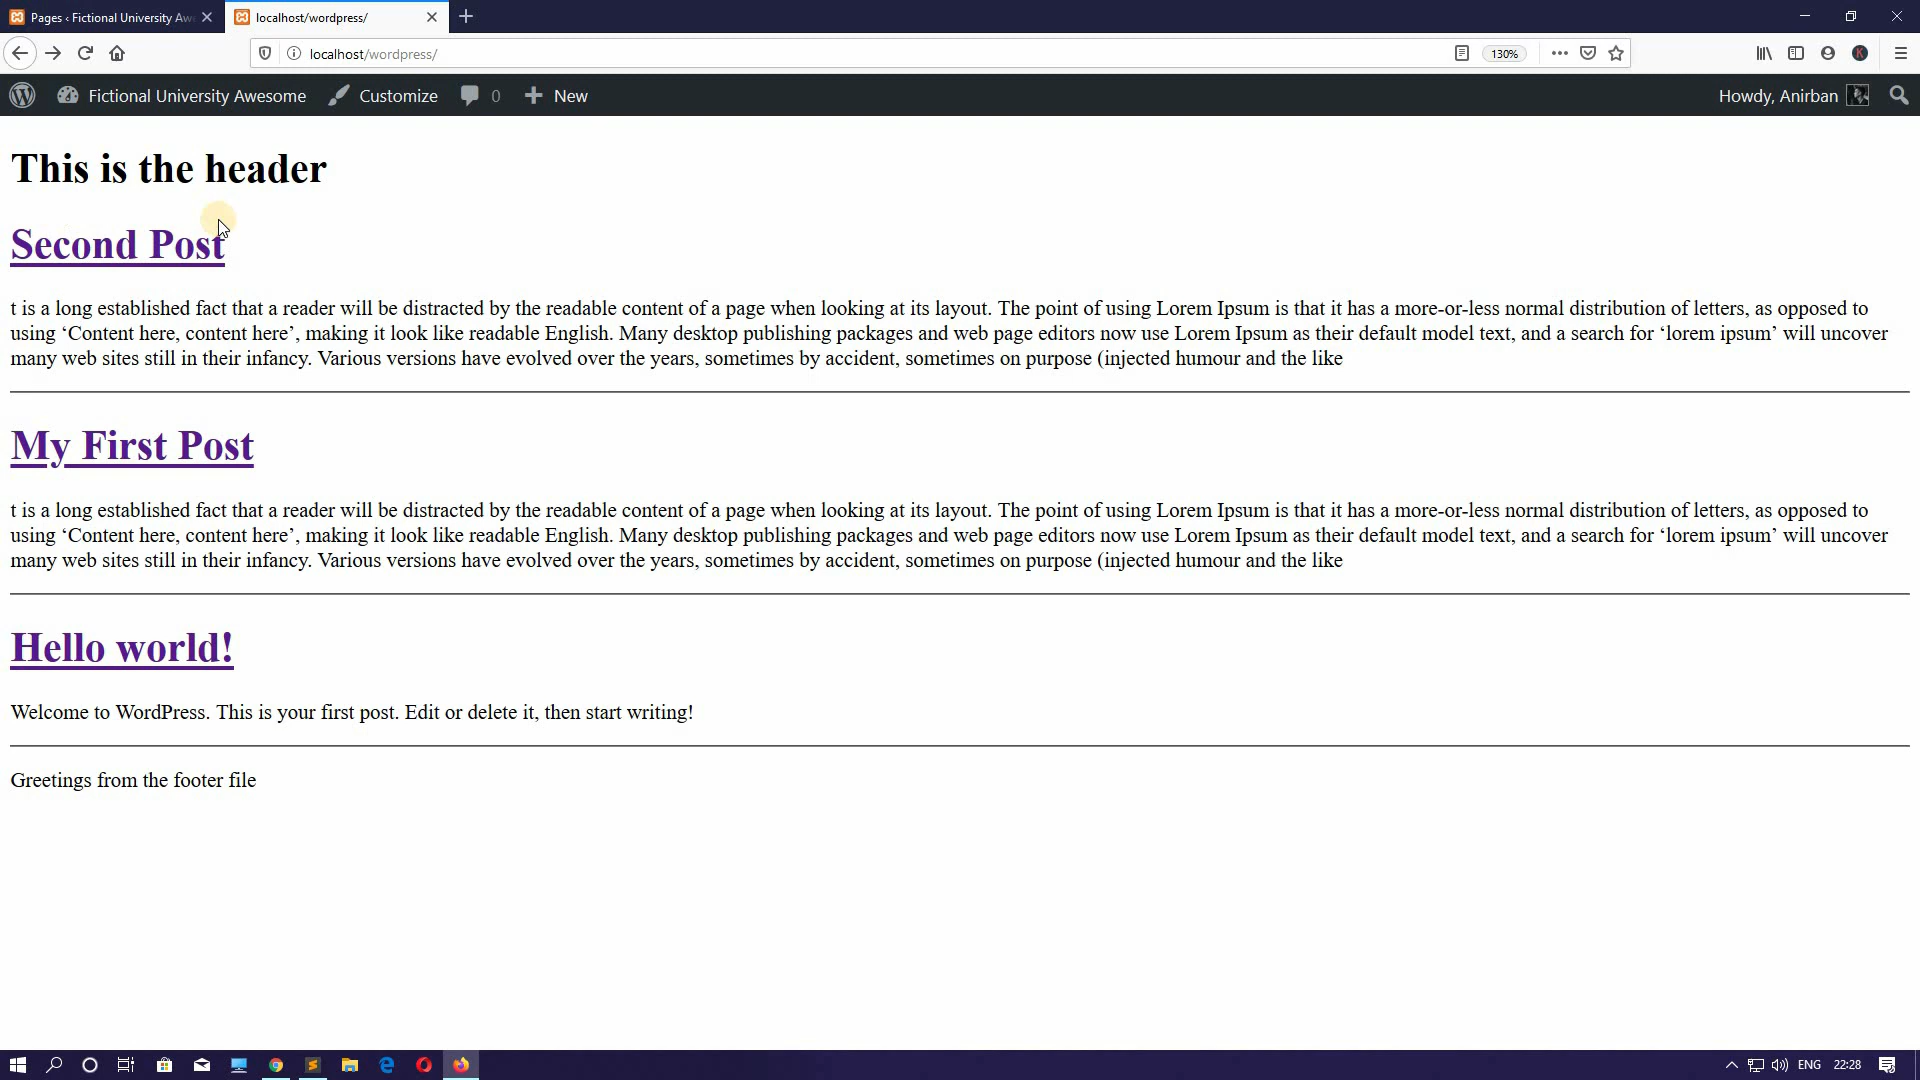 Pages ‹ Fictional University Aw
localhost/wordpress/
localhost/wordpress/
130%
Fictional University Awesome
Customize
0
New
Howdy, Anirban
This is the header
Second Post
t is a long established fact that a reader will be distracted by the readable content of a page when looking at its layout. The point of using Lorem Ipsum is that it has a more-or-less normal distribution of letters, as opposed to
using ‘Content here, content here’, making it look like readable English. Many desktop publishing packages and web page editors now use Lorem Ipsum as their default model text, and a search for ‘lorem ipsum’ will uncover
many web sites still in their infancy. Various versions have evolved over the years, sometimes by accident, sometimes on purpose (injected humour and the like
My First Post
t is a long established fact that a reader will be distracted by the readable content of a page when looking at its layout. The point of using Lorem Ipsum is that it has a more-or-less normal distribution of letters, as opposed to
using ‘Content here, content here’, making it look like readable English. Many desktop publishing packages and web page editors now use Lorem Ipsum as their default model text, and a search for ‘lorem ipsum’ will uncover
many web sites still in their infancy. Various versions have evolved over the years, sometimes by accident, sometimes on purpose (injected humour and the like
Hello world!
Welcome to WordPress. This is your first post. Edit or delete it, then start writing!
Greetings from the footer file
ENG
22:28